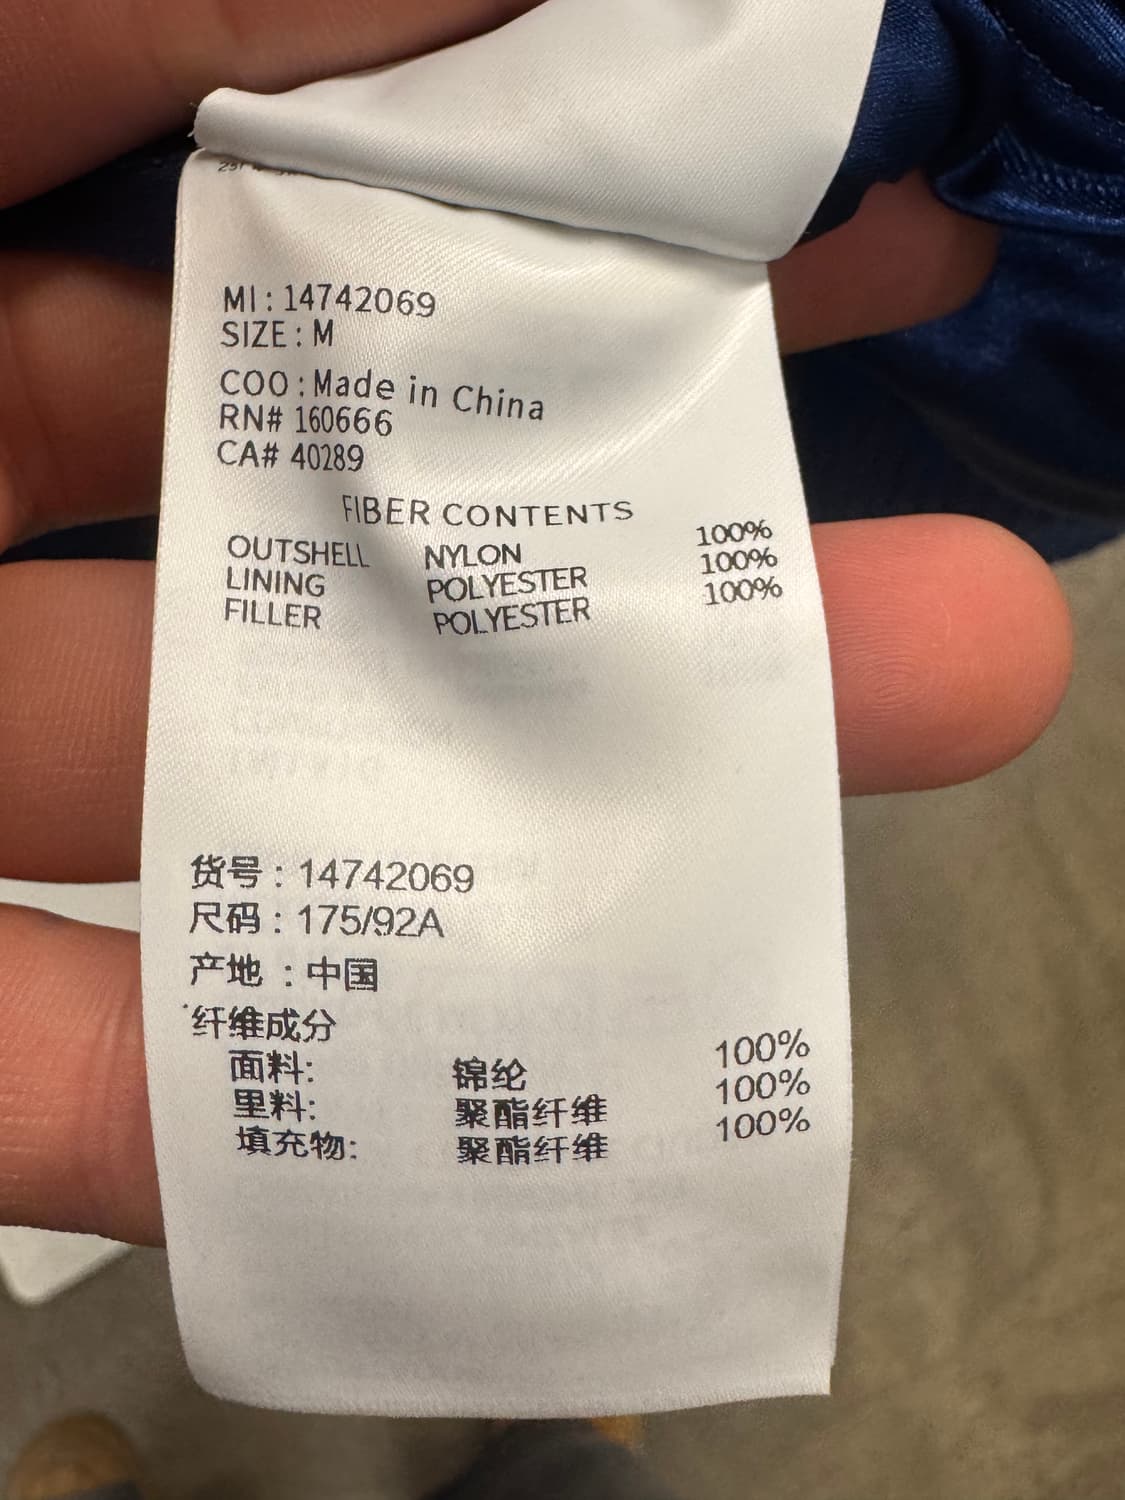 MI : 14742069
SIZE : M
COO : Made in China
RN# 160666
CA# 40289
FIBER CONTENTS
OUTSHELL NYLON 100%
LINING POLYESTER 100%
FILLER POLYESTER 100%
货号 : 14742069
尺码 : 175/92A
产地 : 中国
纤维成分
面料: 锦纶 100%
里料: 聚酯纤维 100%
填充物: 聚酯纤维 100%